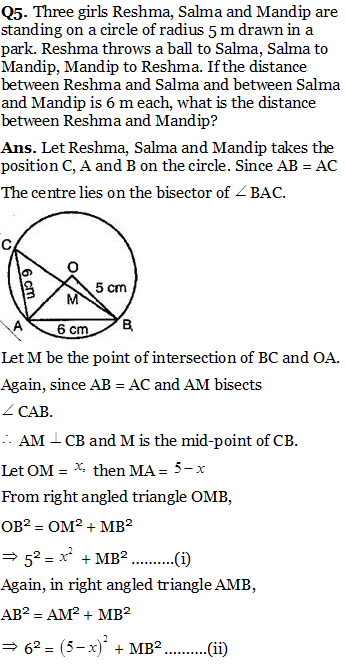 Q5. Three girls Reshma, Salma and Mandip are
standing on a circle of radius 5 m drawn in a
park. Reshma throws a ball to Salma, Salma to
Mandip, Mandip to Reshma. If the distance
between Reshma and Salma and between Salma
and Mandip is 6 m each, what is the distance
between Reshma and Mandip?
Ans. Let Reshma, Salma and Mandip takes the
position C, A and B on the circle. Since AB = AC
The centre lies on the bisector of ∠BAC.
C
O
6 cm
M
5 cm
A
6 cm
B
Let M be the point of intersection of BC and OA.
Again, since AB = AC and AM bisects
∠CAB.
∴ AM ⊥ CB and M is the mid-point of CB.
Let OM = x, then MA = 5 − x
From right angled triangle OMB,
OB² = OM² + MB²
⇒ 5² = x² + MB² ..........(i)
Again, in right angled triangle AMB,
AB² = AM² + MB²
⇒ 6² = (5 − x)² + MB² ..........(ii)